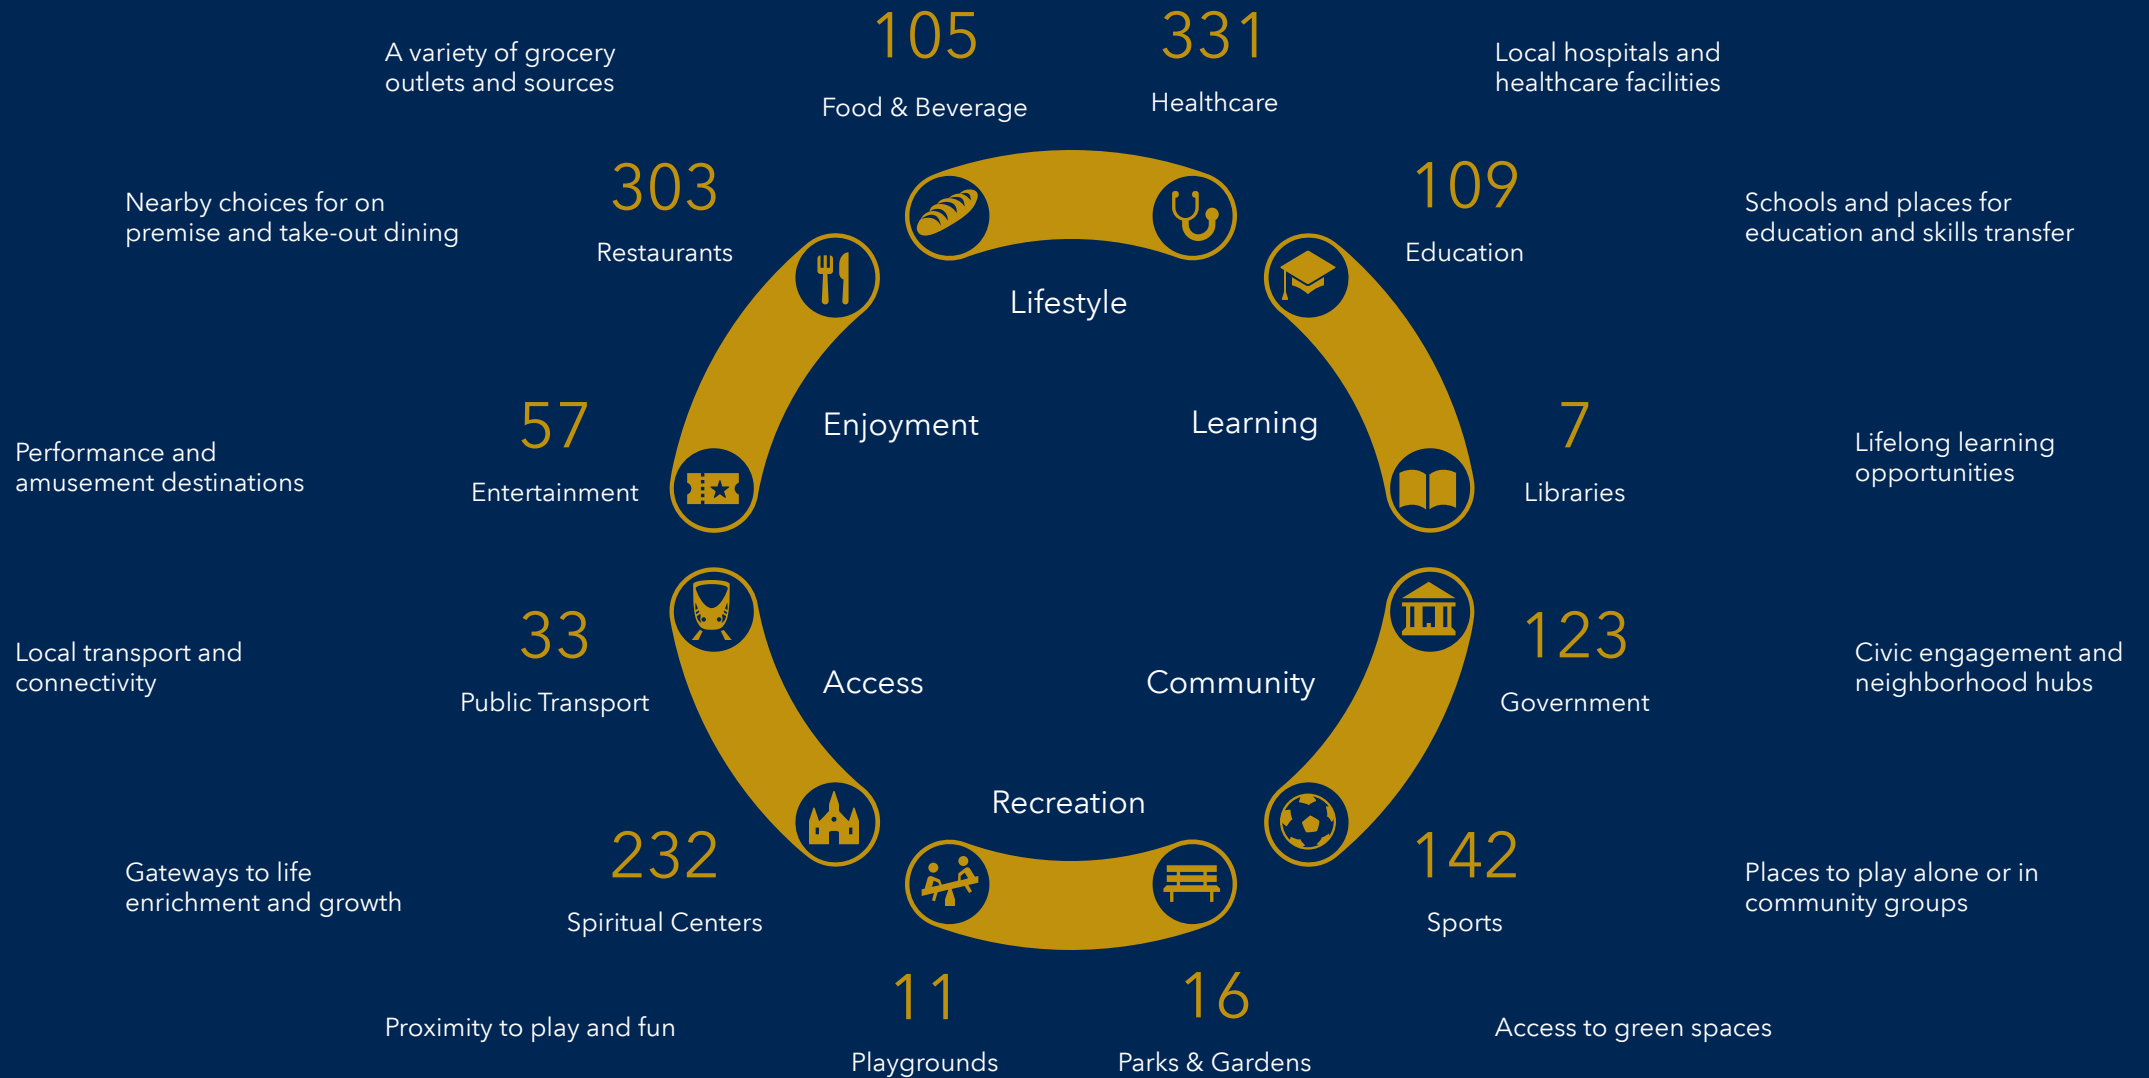 105
331
A variety of grocery
outlets and sources
Food & Beverage
Healthcare
Local hospitals and
healthcare facilities
303
109
Nearby choices for on
premise and take-out dining
Restaurants
Education
Schools and places for
education and skills transfer
Lifestyle
57
7
Enjoyment
Learning
Performance and
amusement destinations
Entertainment
Libraries
Lifelong learning
opportunities
33
123
Local transport and
connectivity
Public Transport
Access
Community
Government
Civic engagement and
neighborhood hubs
Recreation
232
142
Gateways to life
enrichment and growth
Spiritual Centers
Sports
Places to play alone or in
community groups
11
16
Proximity to play and fun
Playgrounds
Parks & Gardens
Access to green spaces